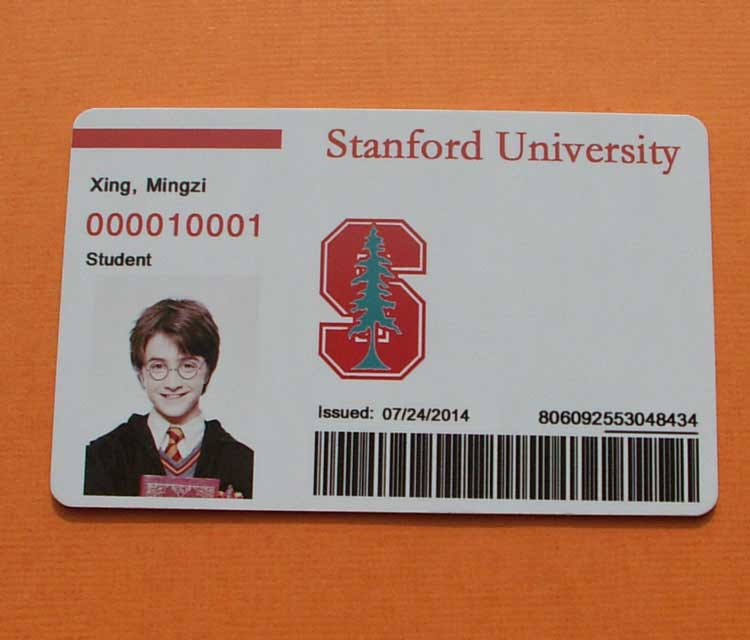 Stanford University
Xing, Mingzi
000010001
Student
S
Issued: 07/24/2014
806092553048434